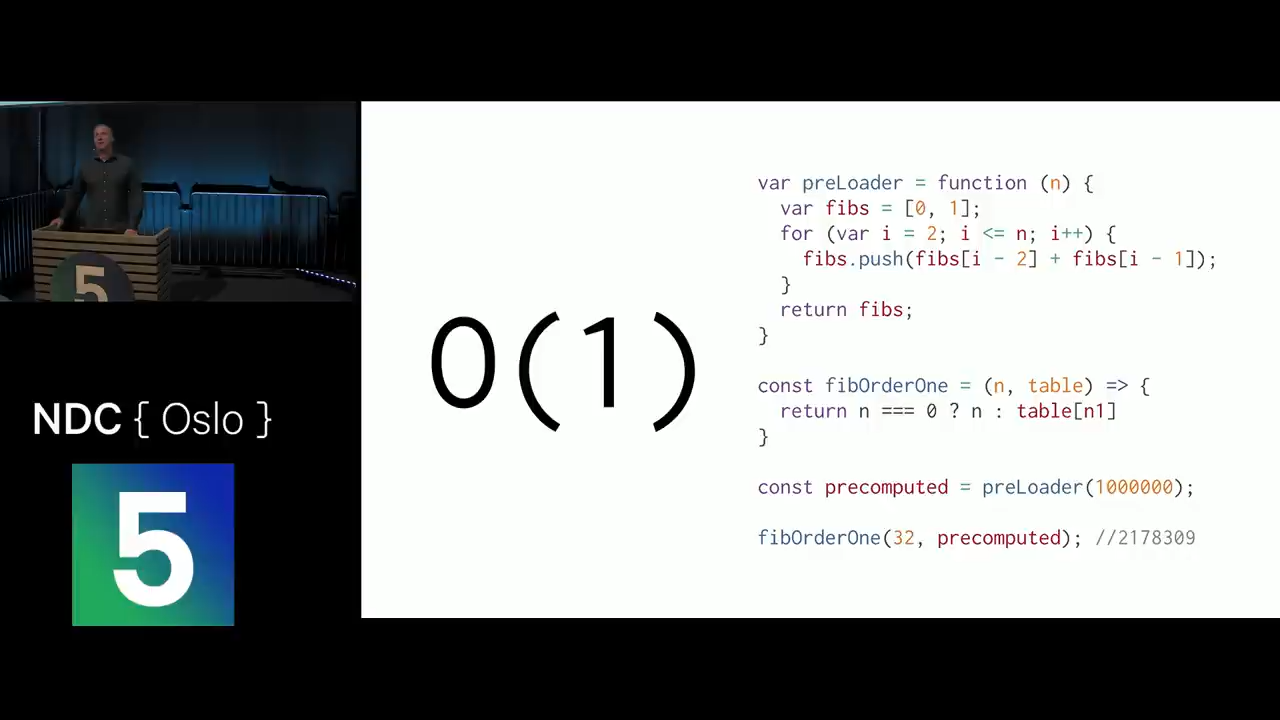 5
NDC { Oslo }
5
O(1)
var preLoader = function (n) {
  var fibs = [0, 1];
  for (var i = 2; i <= n; i++) {
    fibs.push(fibs[i - 2] + fibs[i - 1]);
  }
  return fibs;
}
const fibOrderOne = (n, table) => {
  return n === 0 ? n : table[n1]
}
const precomputed = preLoader(1000000);
fibOrderOne(32, precomputed); //2178309